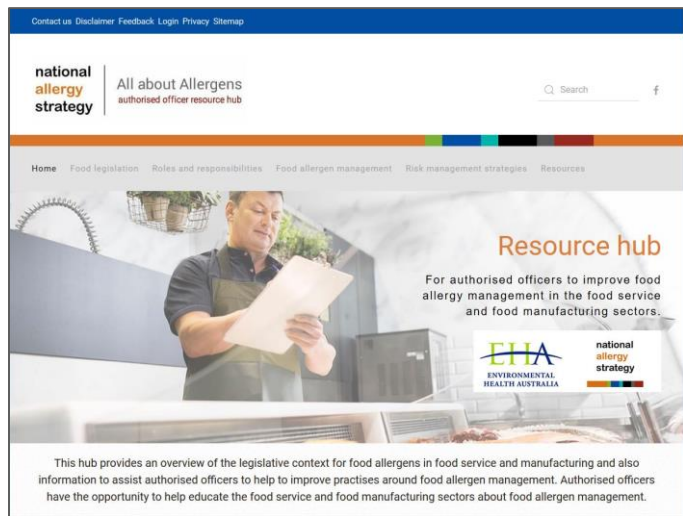 Contact us Disclaimer Feedback Login Privacy Sitemap
national
allergy
strategy
All about Allergens
authorised officer resource hub
Search
f
Home Food legislation Roles and responsibilities Food allergen management Risk management strategies Resources
Resource hub
For authorised officers to improve food
allergy management in the food service
and food manufacturing sectors.
EHA
ENVIRONMENTAL
HEALTH AUSTRALIA
national
allergy
strategy
This hub provides an overview of the legislative context for food allergens in food service and manufacturing and also
information to assist authorised officers to help to improve practises around food allergen management. Authorised officers
have the opportunity to help educate the food service and food manufacturing sectors about food allergen management.